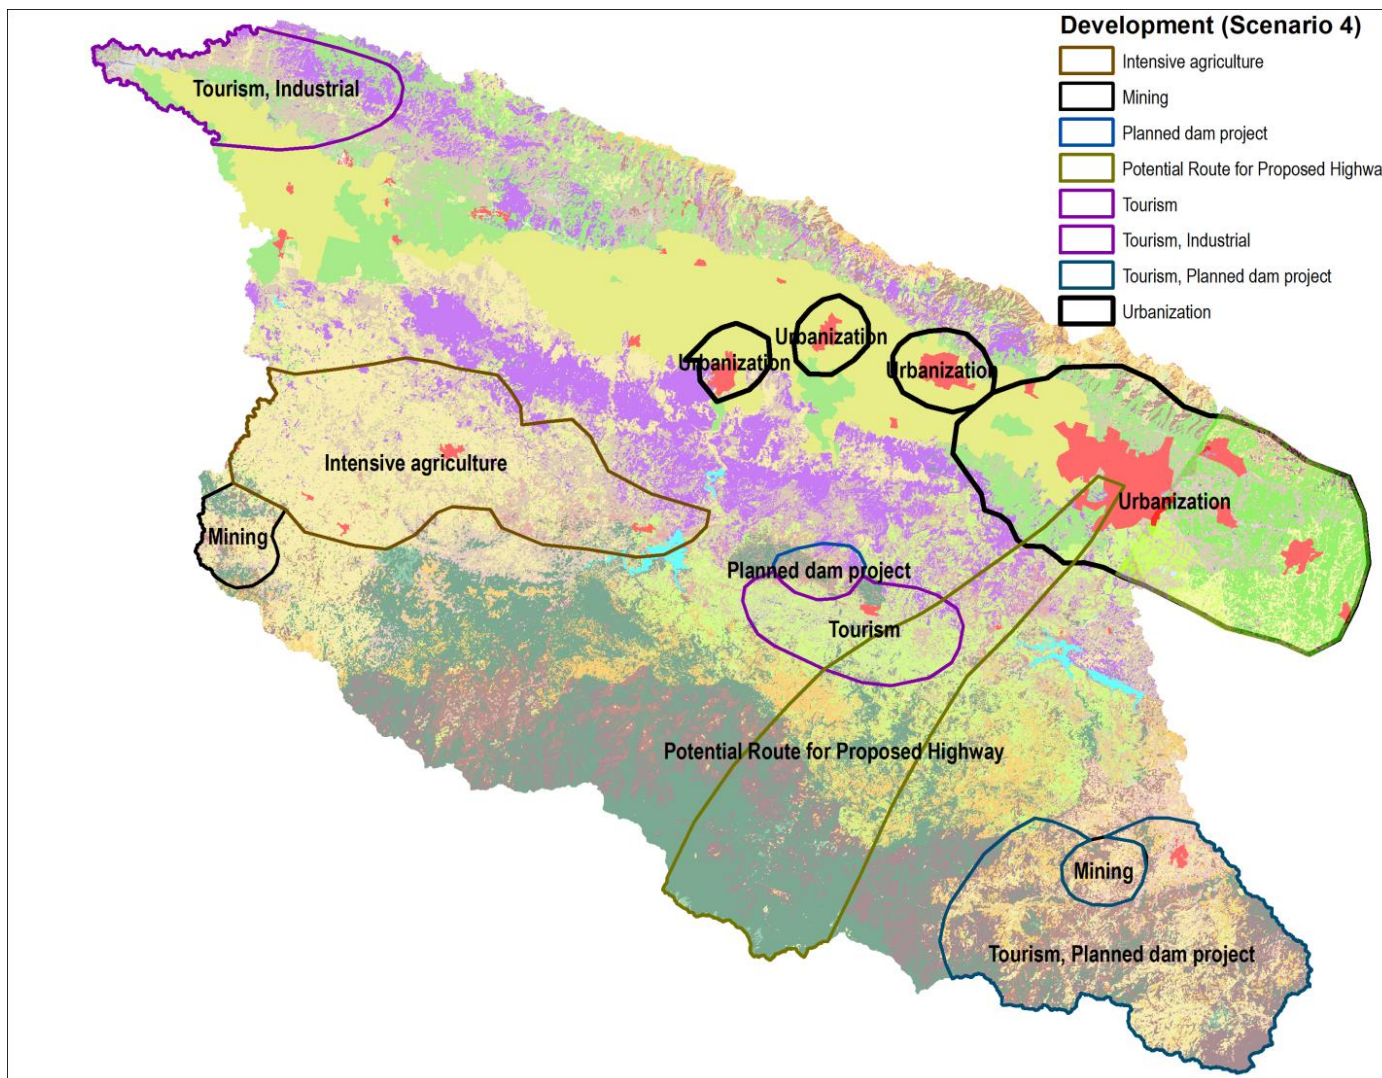 Development (Scenario 4)
Intensive agriculture
Mining
Planned dam project
Potential Route for Proposed Highwa
Tourism
Tourism, Industrial
Tourism, Planned dam project
Urbanization
Tourism, Industrial
Urbanization
Urbanization
Urbanization
Intensive agriculture
Urbanization
Mining
Planned dam project
Tourism
Potential Route for Proposed Highway
Mining
Tourism, Planned dam project